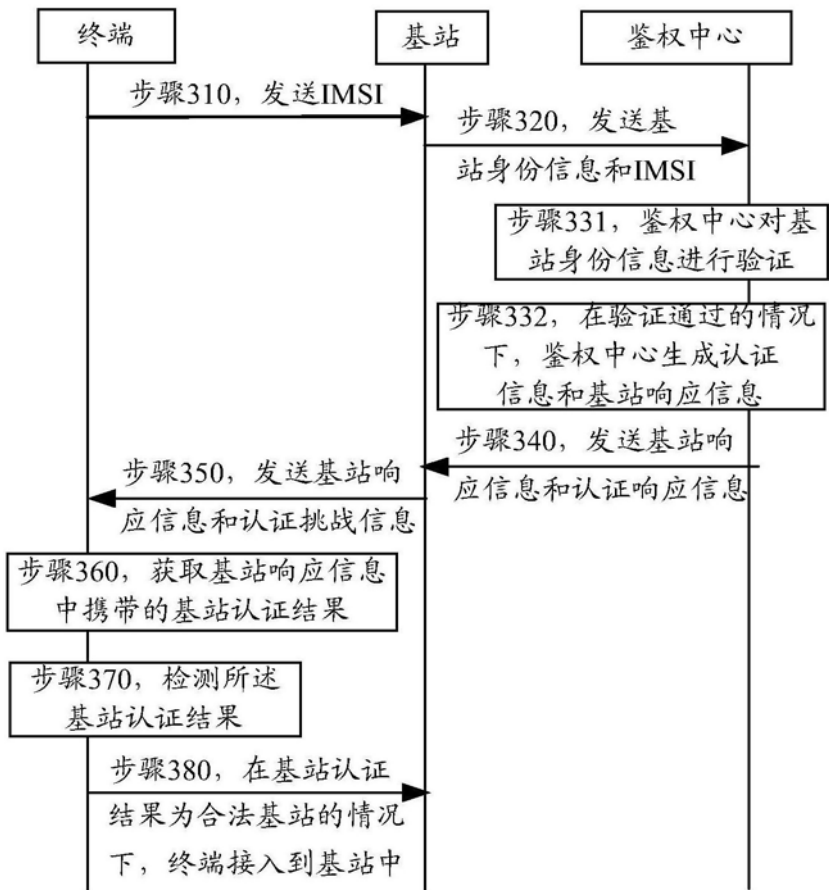 终端
基站
鉴权中心
步骤310，发送IMSI
步骤320，发送基
站身份信息和IMSI
步骤331，鉴权中心对基
站身份信息进行验证
步骤332，在验证通过的情况
下，鉴权中心生成认证
信息和基站响应信息
步骤340，发送基站响
应信息和认证响应信息
步骤350，发送基站响
应信息和认证挑战信息
步骤360，获取基站响应信息
中携带的基站认证结果
步骤370，检测所述
基站认证结果
步骤380，在基站认证
结果为合法基站的情况
下，终端接入到基站中